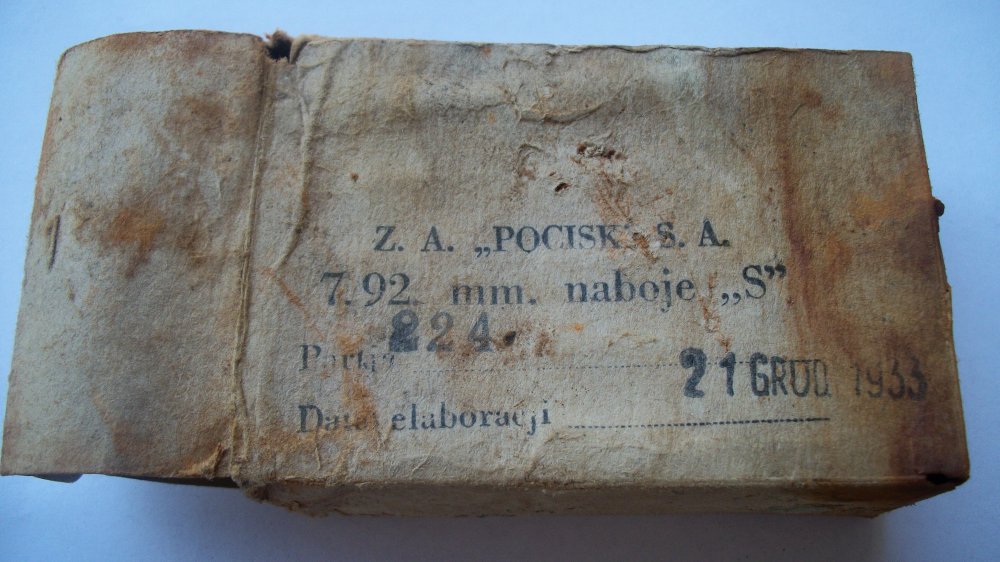 Z. A. „POCISK” S. A.
7.92 mm. naboje „S”
224
Partja
21 GRUD 1933
Data elaboracji